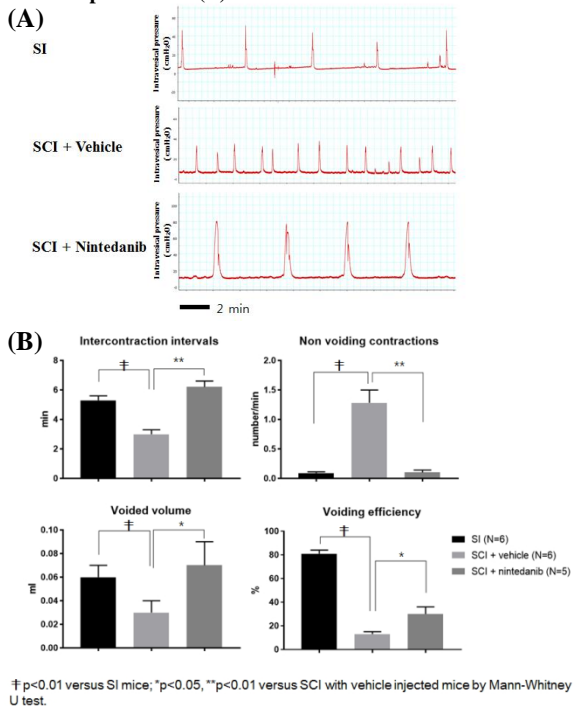 (A)
SI
Intravesical pressure
(cmH₂O)
SCI + Vehicle
Intravesical pressure
(cmH₂O)
SCI + Nintedanib
Intravesical pressure
(cmH₂O)
2 min
(B)
Intercontraction intervals
8
6
4
2
0
min
ǂ
**
Non voiding contractions
2.0
1.5
1.0
0.5
0.0
number/min
ǂ
**
Voided volume
0.10
0.08
0.06
0.04
0.02
0.00
ml
ǂ
*
Voiding efficiency
100
80
60
40
20
0
%
ǂ
*
SI (N=6)
SCI + vehicle (N=6)
SCI + nintedanib (N=5)
ǂ p<0.01 versus SI mice; *p<0.05, **p<0.01 versus SCI with vehicle injected mice by Mann-Whitney
U test.